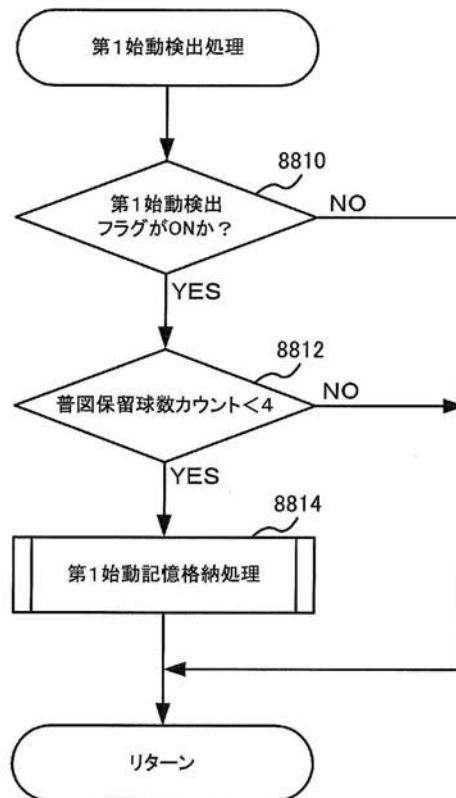 第1始動検出処理
8810
第1始動検出
フラグがONか？
NO
YES
8812
普図保留球数カウント＜4
NO
YES
8814
第1始動記憶格納処理
リターン